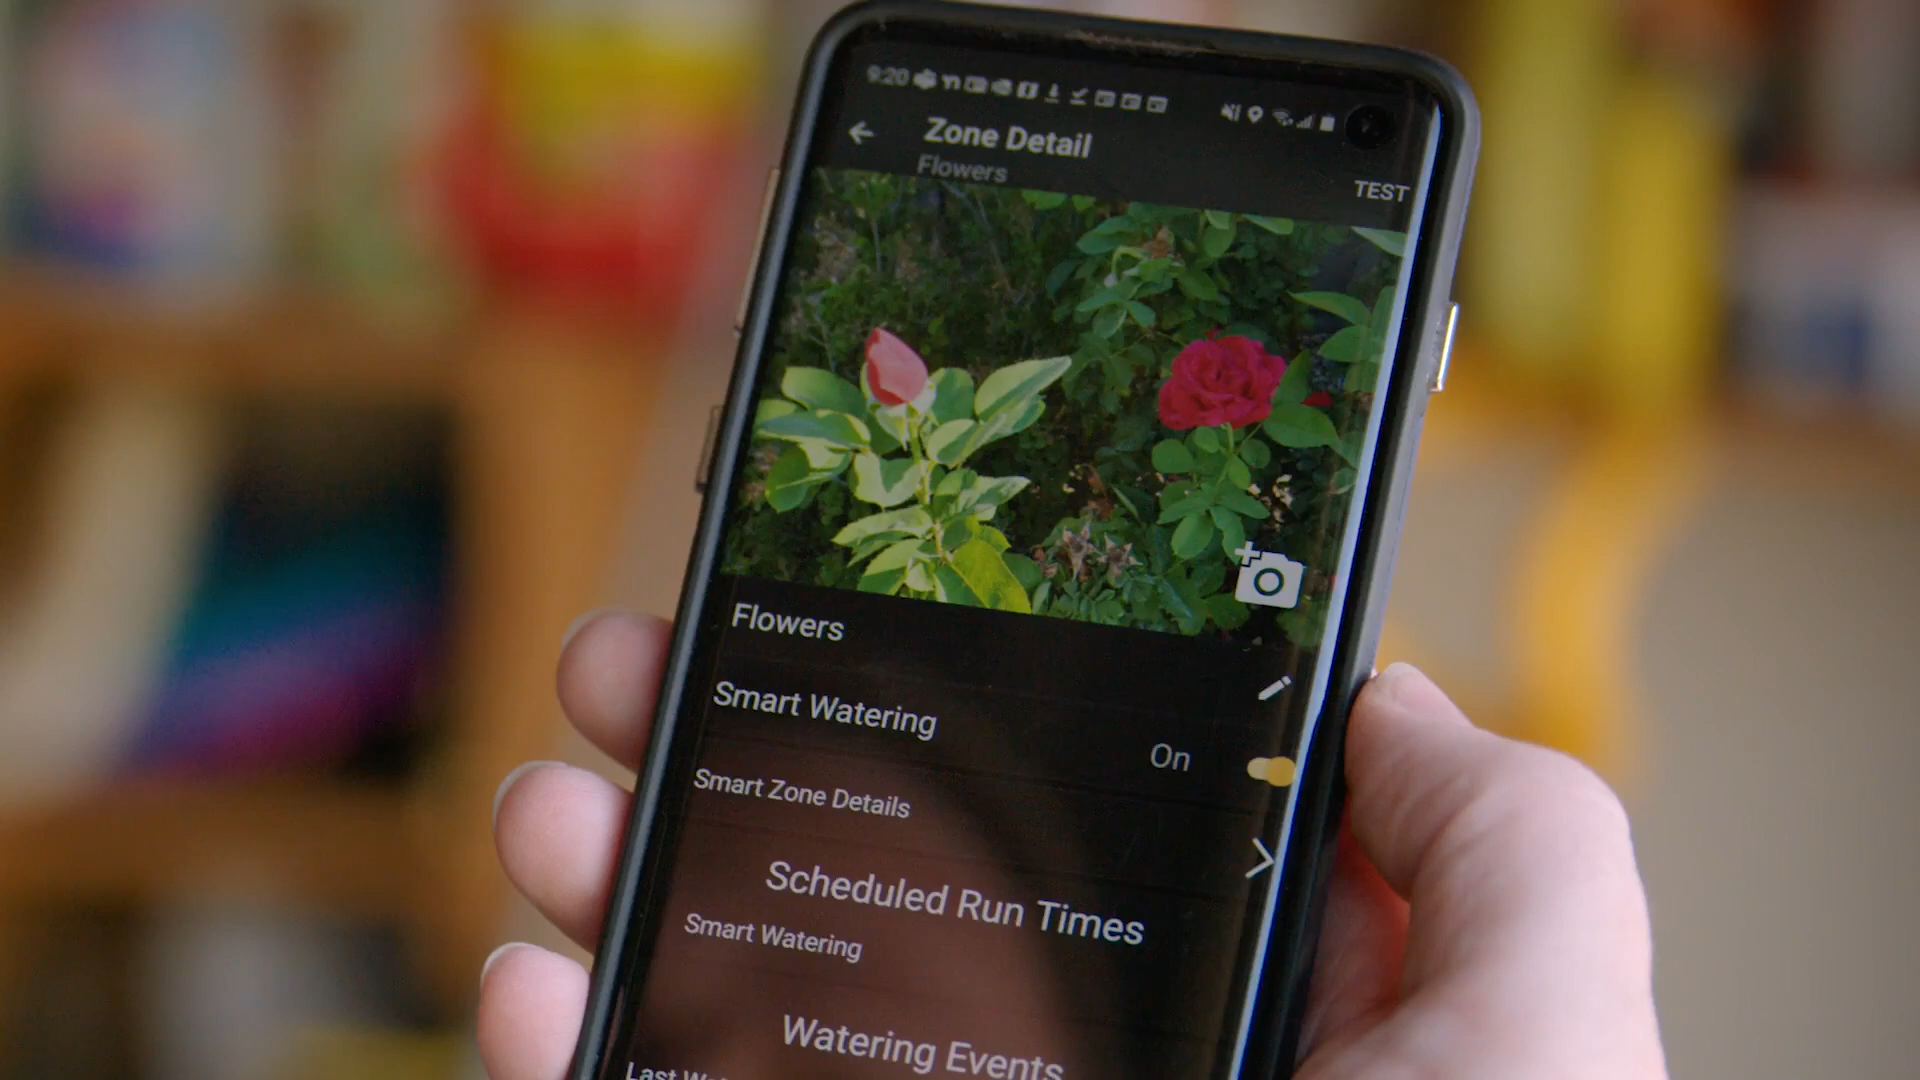 9:20
Zone Detail
Flowers
TEST
Flowers
Smart Watering
On
Smart Zone Details
Scheduled Run Times
Smart Watering
Watering Events
Last